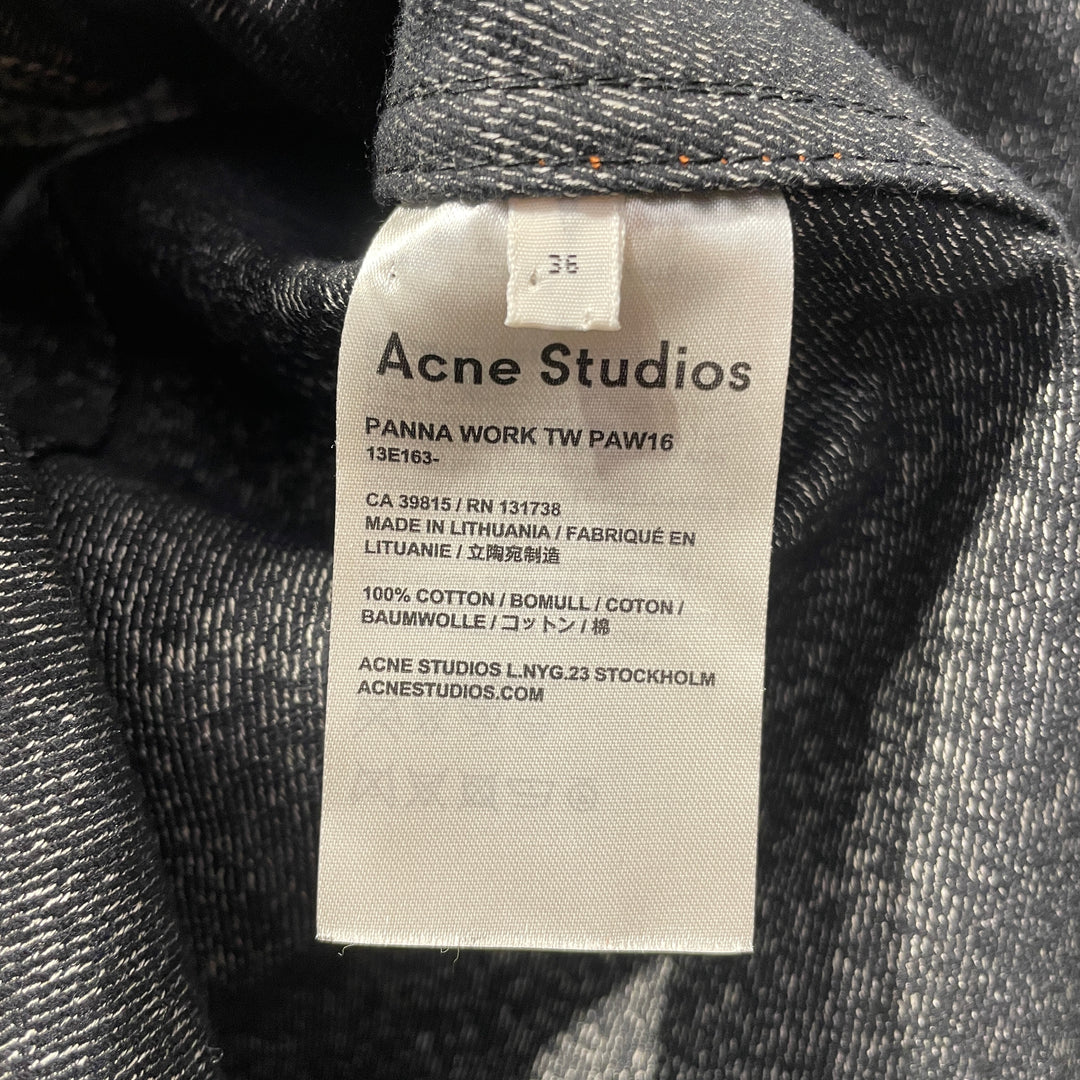 36
Acne Studios
PANNA WORK TW PAW16
13E163-
CA 39815 / RN 131738
MADE IN LITHUANIA / FABRIQUÉ EN
LITUANIE / 立陶宛制造
100% COTTON / BOMULL / COTON /
BAUMWOLLE / コットン / 棉
ACNE STUDIOS L.NYG.23 STOCKHOLM
ACNESTUDIOS.COM